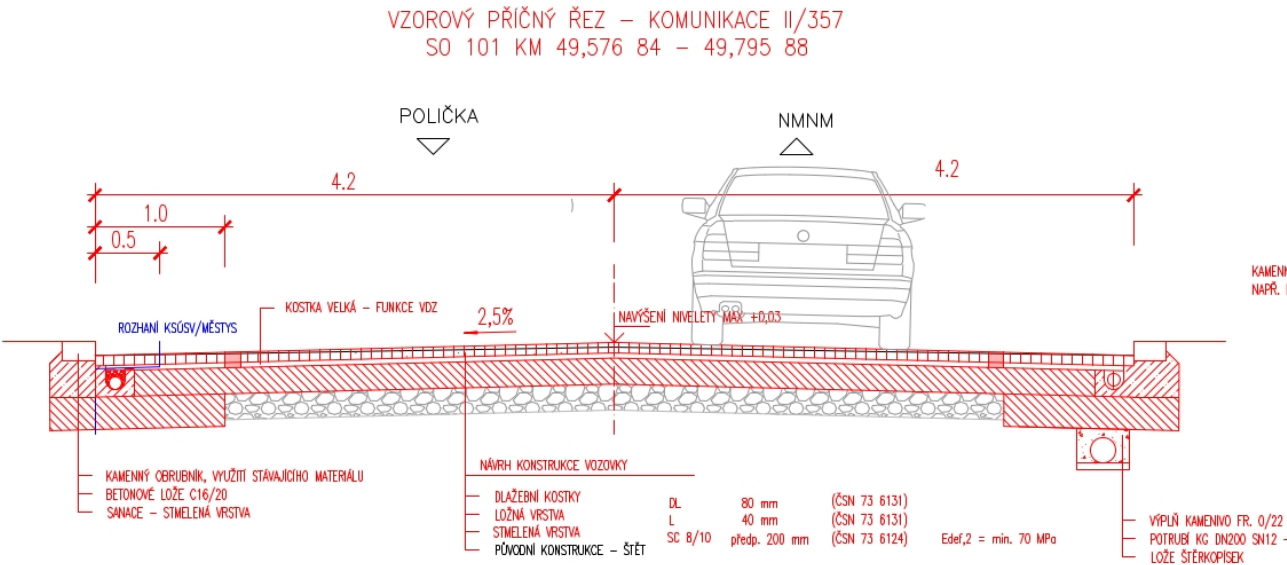 VZOROVÝ PŘÍČNÝ ŘEZ – KOMUNIKACE II/357
SO 101 KM 49,576 84 – 49,795 88
POLIČKA
NMNM
4.2
4.2
1.0
0.5
KAMENN
NAPŘ.
KOSTKA VELKÁ – FUNKCE VDZ
2,5%
NAVÝŠENÍ NIVELETY MAX +0,03
ROZHANÍ KSÚSV/MĚSTYS
KAMENNÝ OBRUBNÍK, VYUŽITÍ STÁVAJÍCÍHO MATERIÁLU
BETONOVÉ LOŽE C16/20
SANACE – STMELENÁ VRSTVA
NÁVRH KONSTRUKCE VOZOVKY
DLAŽEBNÍ KOSTKY DL 80 mm (ČSN 73 6131)
LOŽNÁ VRSTVA L 40 mm (ČSN 73 6131)
STMELENÁ VRSTVA SC 8/10 předp. 200 mm (ČSN 73 6124) Edef,2 = min. 70 MPa
PŮVODNÍ KONSTRUKCE – ŠTĚT
VÝPLŇ KAMENIVO FR. 0/22
POTRUBÍ KG DN200 SN12 –
LOŽE ŠTĚRKOPÍSEK